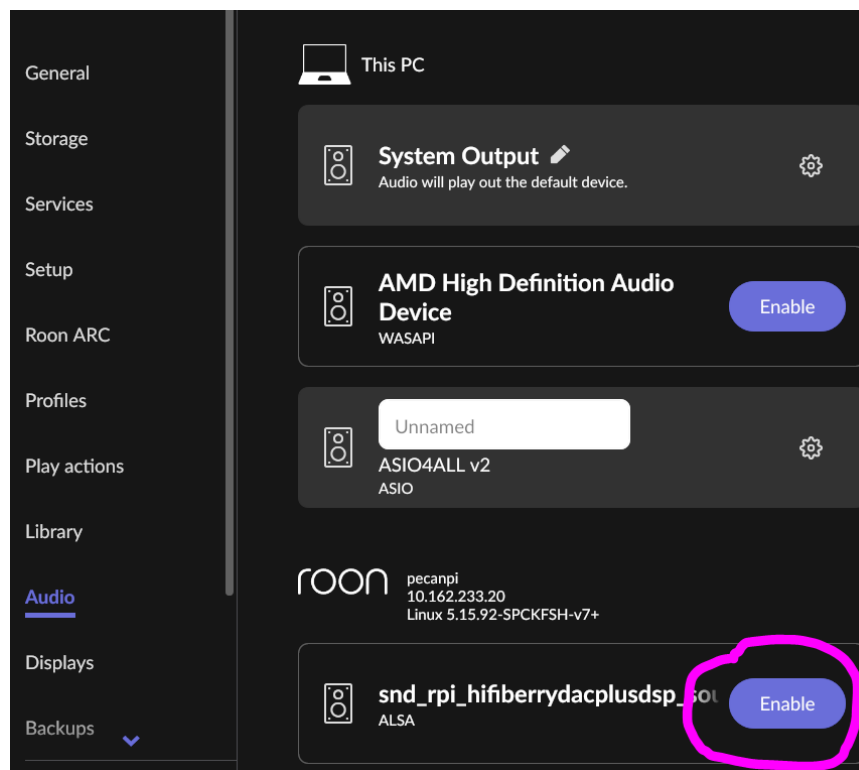 General
Storage
Services
Setup
Roon ARC
Profiles
Play actions
Library
Audio
Displays
Backups
This PC
System Output
Audio will play out the default device.
AMD High Definition Audio
Device
WASAPI
Enable
Unnamed
ASIO4ALL v2
ASIO
roon
pecanpi
10.162.233.20
Linux 5.15.92-SPCKFSH-v7+
snd_rpi_hifiberrydacplusdsp_sou
ALSA
Enable